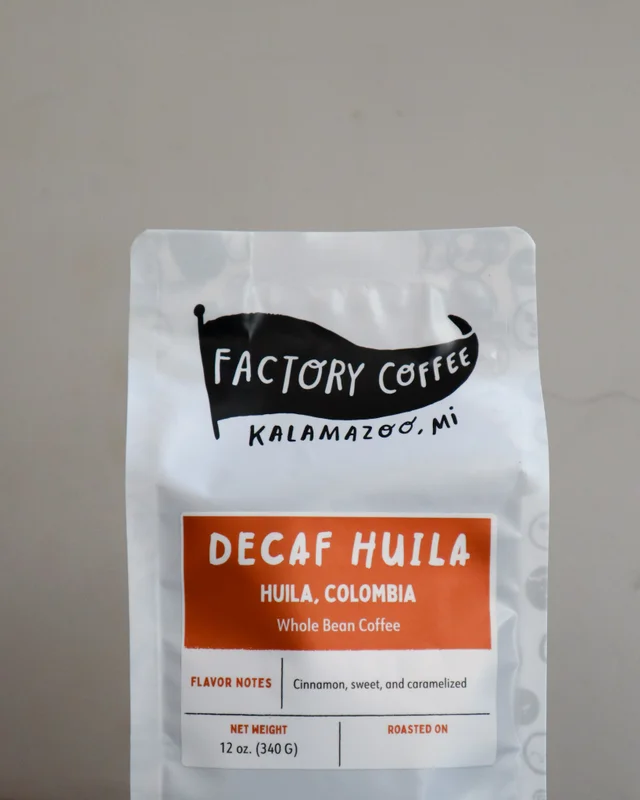 FACTORY COFFEE
KALAMAZOO, Mi
DECAF HUILA
HUILA, COLOMBIA
Whole Bean Coffee
FLAVOR NOTES
Cinnamon, sweet, and caramelized
NET WEIGHT
12 oz. (340 G)
ROASTED ON